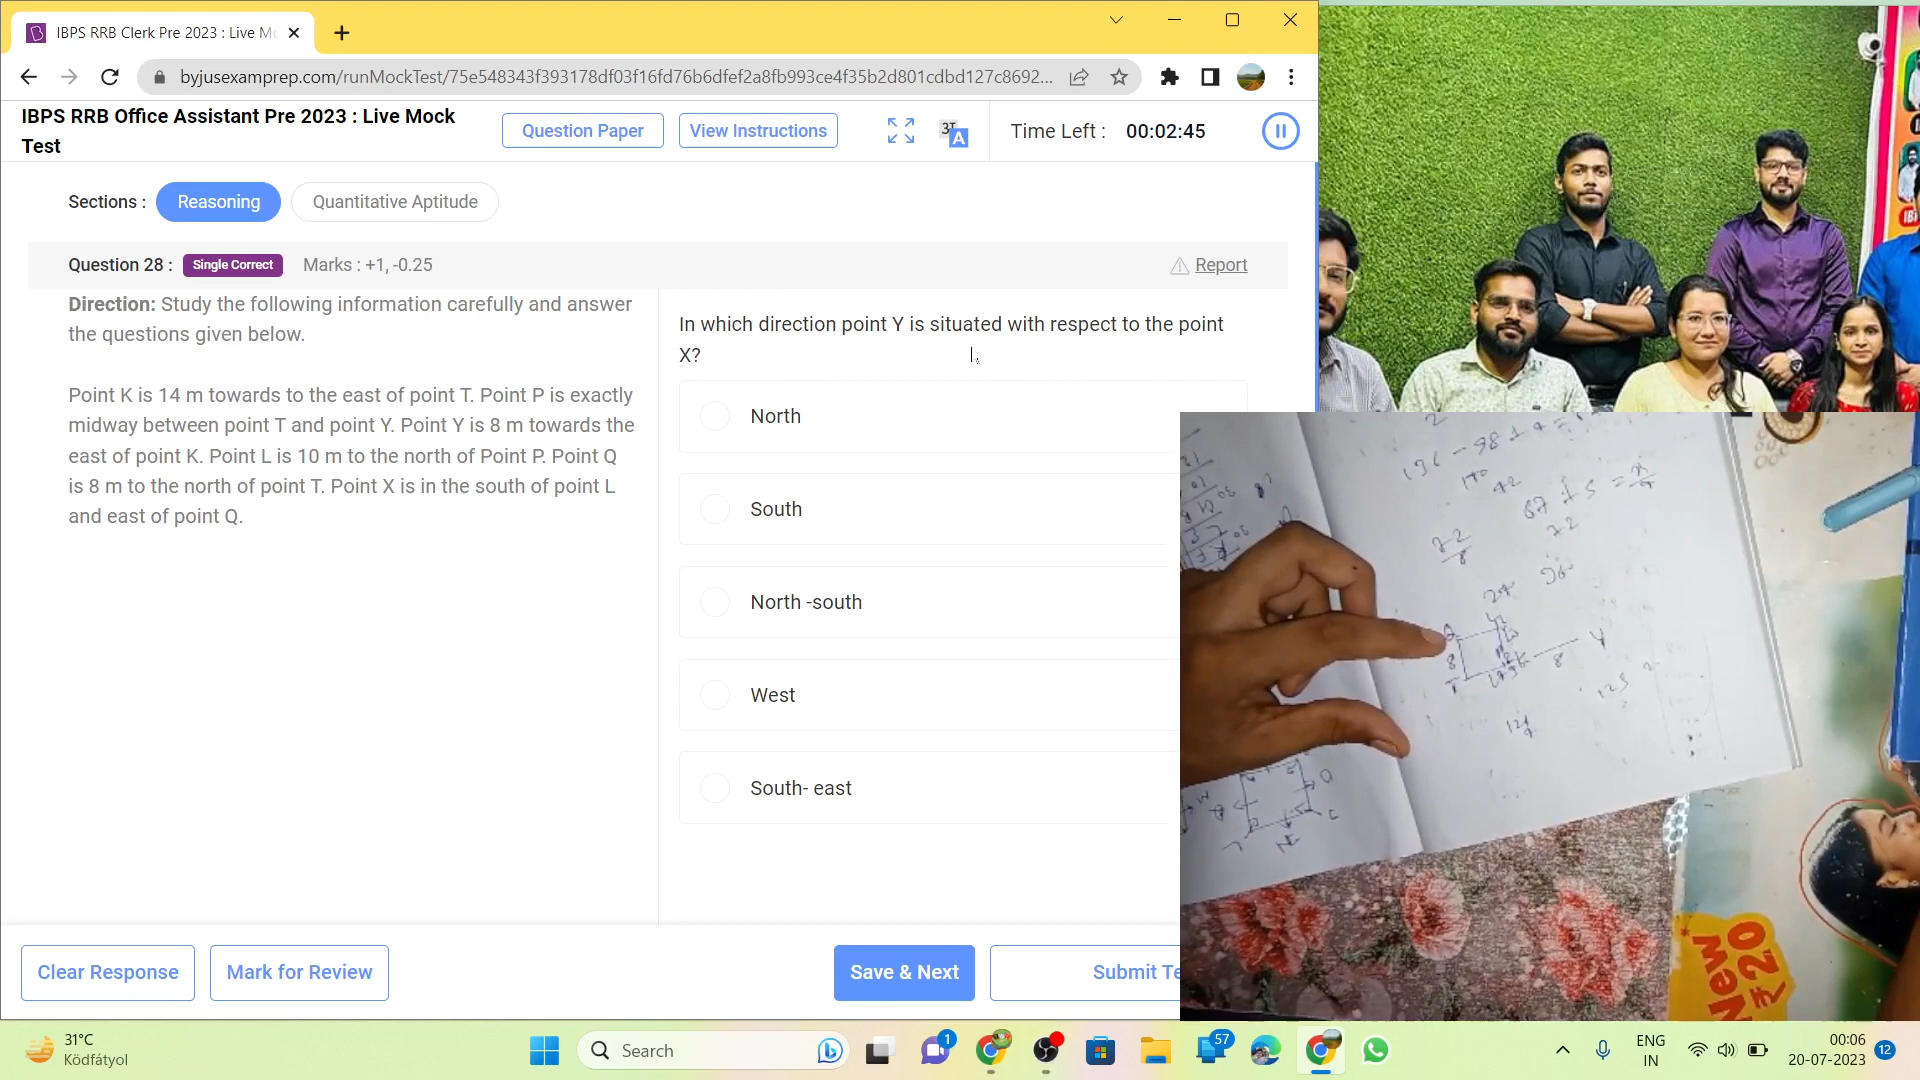 IBPS RRB Clerk Pre 2023 : Live Mo
byjusexamprep.com/runMockTest/75e548343f393178df03f16fd76b6dfef2a8fb993ce4f35b2d801cdbd127c8692...
IBPS RRB Office Assistant Pre 2023 : Live Mock
Test
Question Paper
View Instructions
Time Left : 00:02:45
Sections : Reasoning Quantitative Aptitude
Question 28 : Single Correct Marks : +1, -0.25
Report
Direction: Study the following information carefully and answer
the questions given below.
Point K is 14 m towards to the east of point T. Point P is exactly
midway between point T and point Y. Point Y is 8 m towards the
east of point K. Point L is 10 m to the north of Point P. Point Q
is 8 m to the north of point T. Point X is in the south of point L
and east of point Q.
In which direction point Y is situated with respect to the point
X?
North
South
North -south
West
South- east
Clear Response
Mark for Review
Save & Next
Submit Te
New
₹20
31°C
Ködfátyol
Search
1
57
ENG
IN
00:06
20-07-2023
12